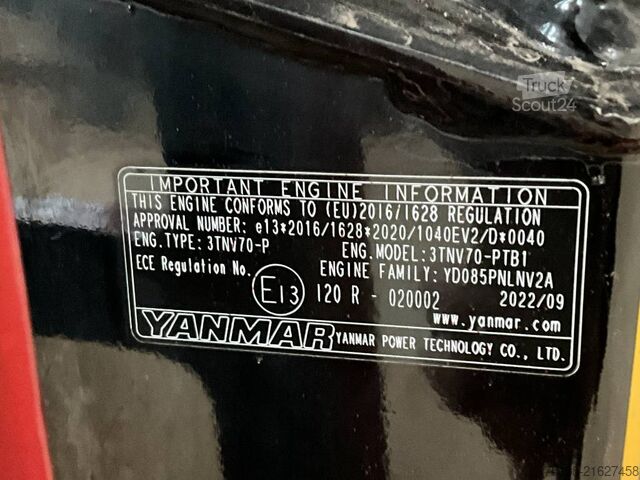 Truck
Scout24
IMPORTANT ENGINE INFORMATION
THIS ENGINE CONFORMS TO (EU)2016/1628 REGULATION
APPROVAL NUMBER: e13*2016/1628*2020/1040EV2/D*0040
ENG.TYPE: 3TNV70-P ENG.MODEL:3TNV70-PTB1
ECE Regulation No. ENGINE FAMILY: YD085PNLNV2A
E13 120 R - 020002 2022/09
www.yanmar.com
YANMAR YANMAR POWER TECHNOLOGY CO., LTD.
-21627458